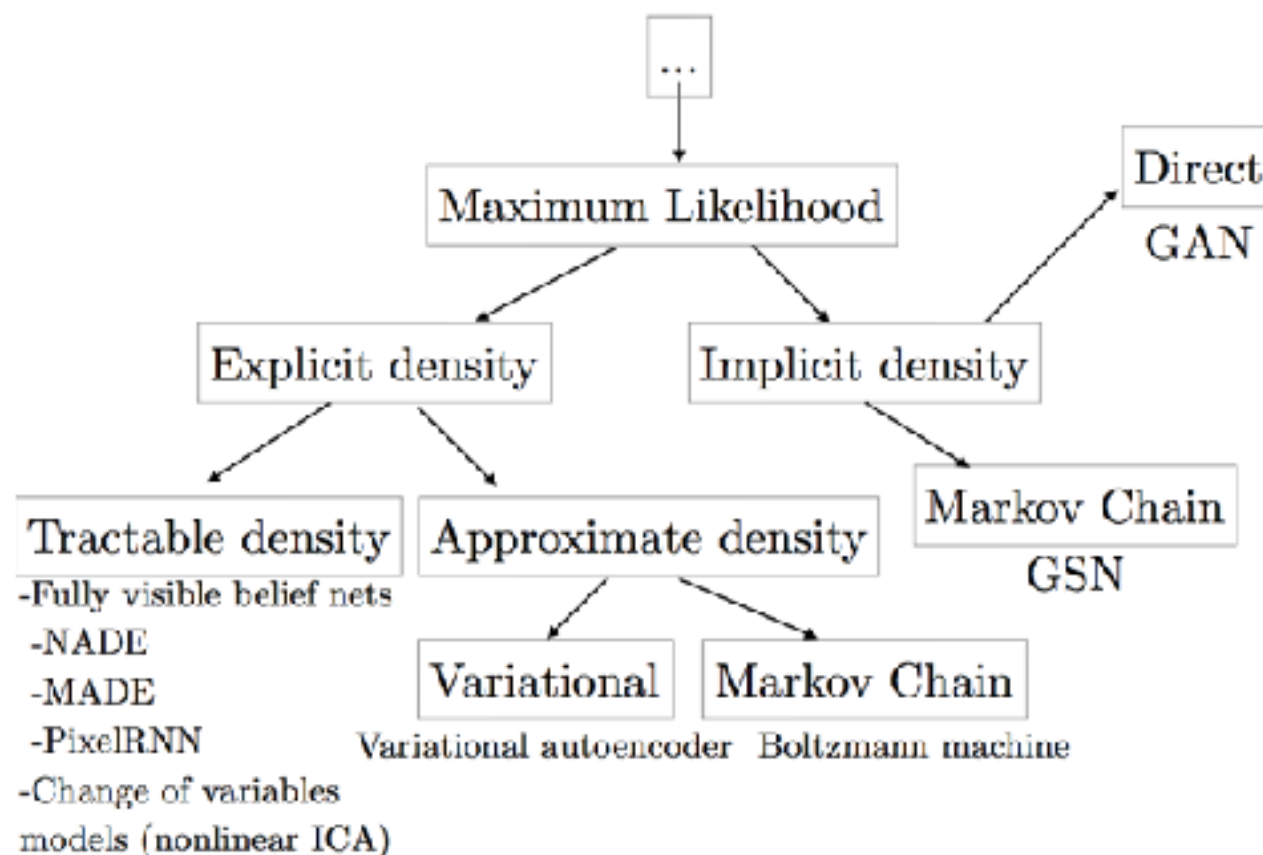 ...
Maximum Likelihood
Direct
GAN
Explicit density
Implicit density
Tractable density
-Fully visible belief nets
-NADE
-MADE
-PixelRNN
-Change of variables
models (nonlinear ICA)
Approximate density
Variational
Variational autoencoder
Markov Chain
Boltzmann machine
Markov Chain
GSN